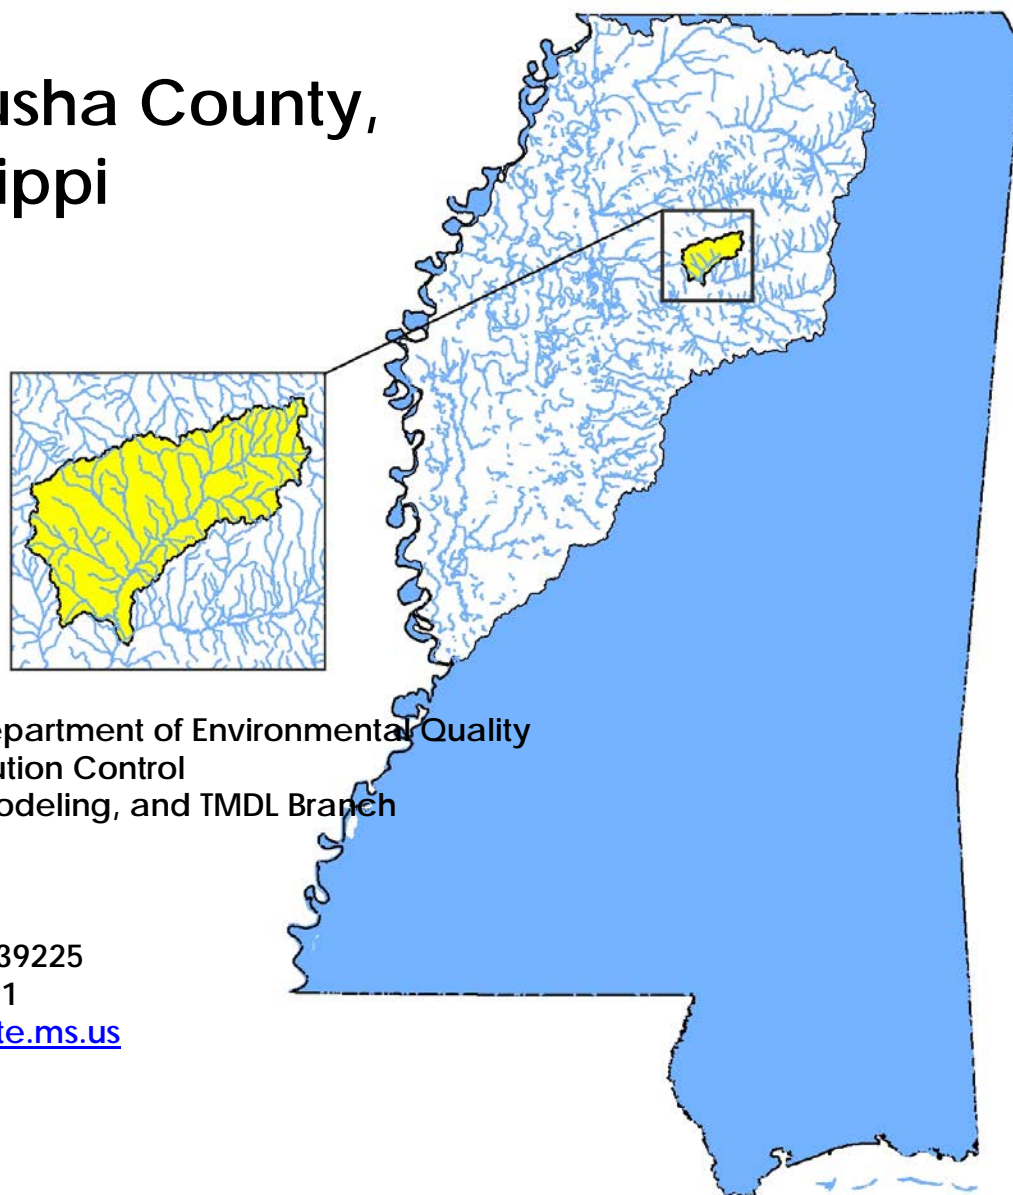 usha County,
ippi
epartment of Environmental Quality
ution Control
odeling, and TMDL Branch
39225
1
te.ms.us